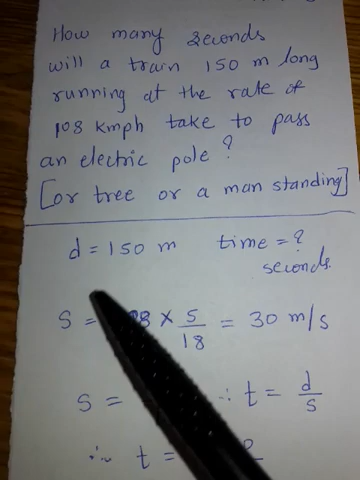 How many seconds
will a train 150 m long
running at the rate of
108 kmph take to pass
an electric pole?
[or tree or a man standing]
d = 150 m time = ?
seconds.
S = 8 × 5/18 = 30 m/s
S = ∴ t = d/s
∴ t =